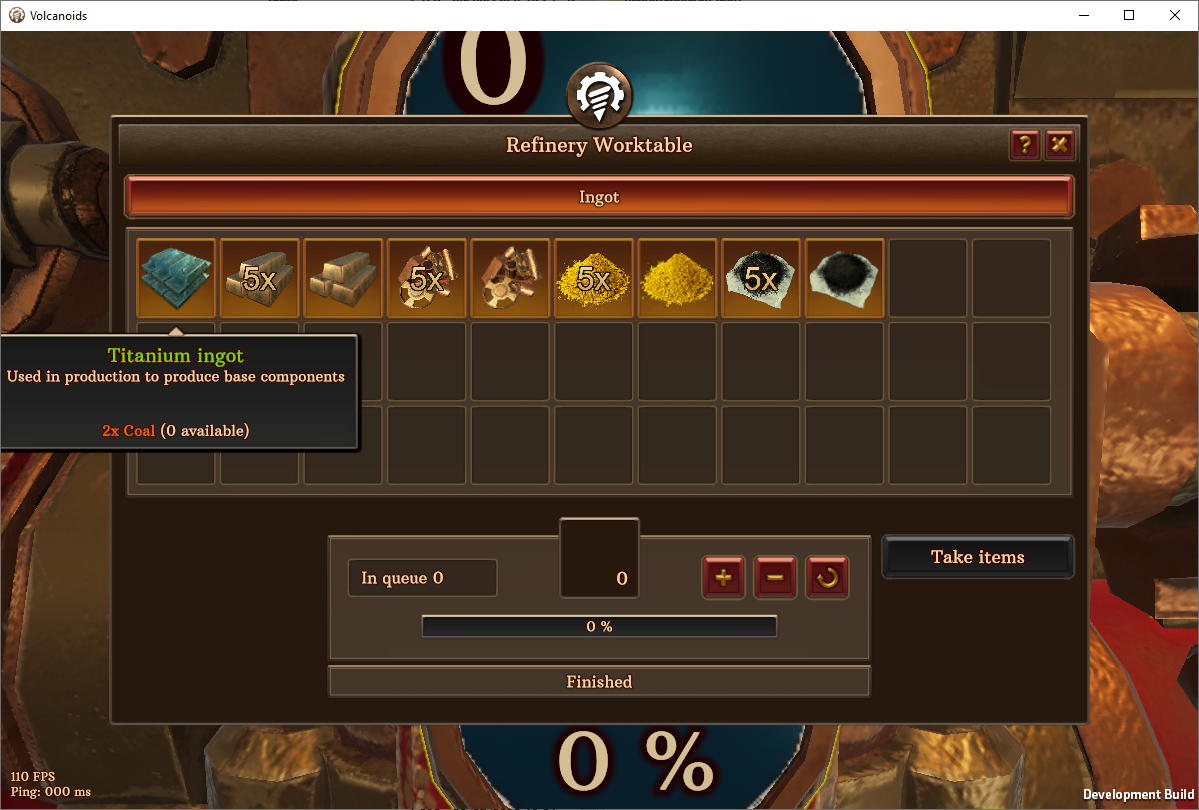 Volcanoids
0
Refinery Worktable
?
Ingot
5x 5x 5x 5x
Titanium ingot
Used in production to produce base components
2x Coal (0 available)
In queue 0
0
Take items
0 %
Finished
0 %
110 FPS
Ping: 000 ms
Development Build